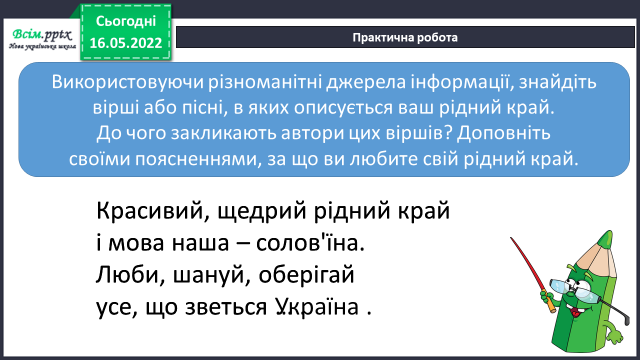 Всім.pptx
Нова українська школа
Сьогодні
16.05.2022
Практична робота
Використовуючи різноманітні джерела інформації, знайдіть
вірші або пісні, в яких описується ваш рідний край.
До чого закликають автори цих віршів? Доповніть
своїми поясненнями, за що ви любите свій рідний край.
Красивий, щедрий рідний край
і мова наша – солов'їна.
Люби, шануй, оберігай
усе, що зветься Україна .